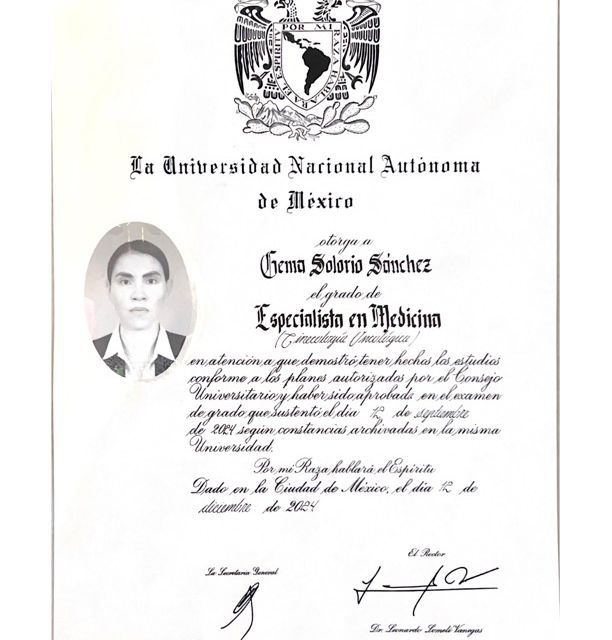 POR MI RAZA HABLARA EL ESPIRITU
La Universidad Nacional Autónoma
de México
otorga a
Gema Solorio Sánchez
el grado de
Especialista en Medicina
(Ginecología Oncológica)
en atención a que demostró tener hechos los estudios
conforme a los planes autorizados por el Consejo
Universitario y haber sido aprobada en el examen
de grado que sustentó el día 12 de septiembre
de 2024 según constancias archivadas en la misma
Universidad.
Por mi Raza hablará el Espíritu
Dado en la Ciudad de México, el día 12 de
diciembre de 2024
El Rector
La Secretaria General
Dr. Leonardo Lomelí Vanegas